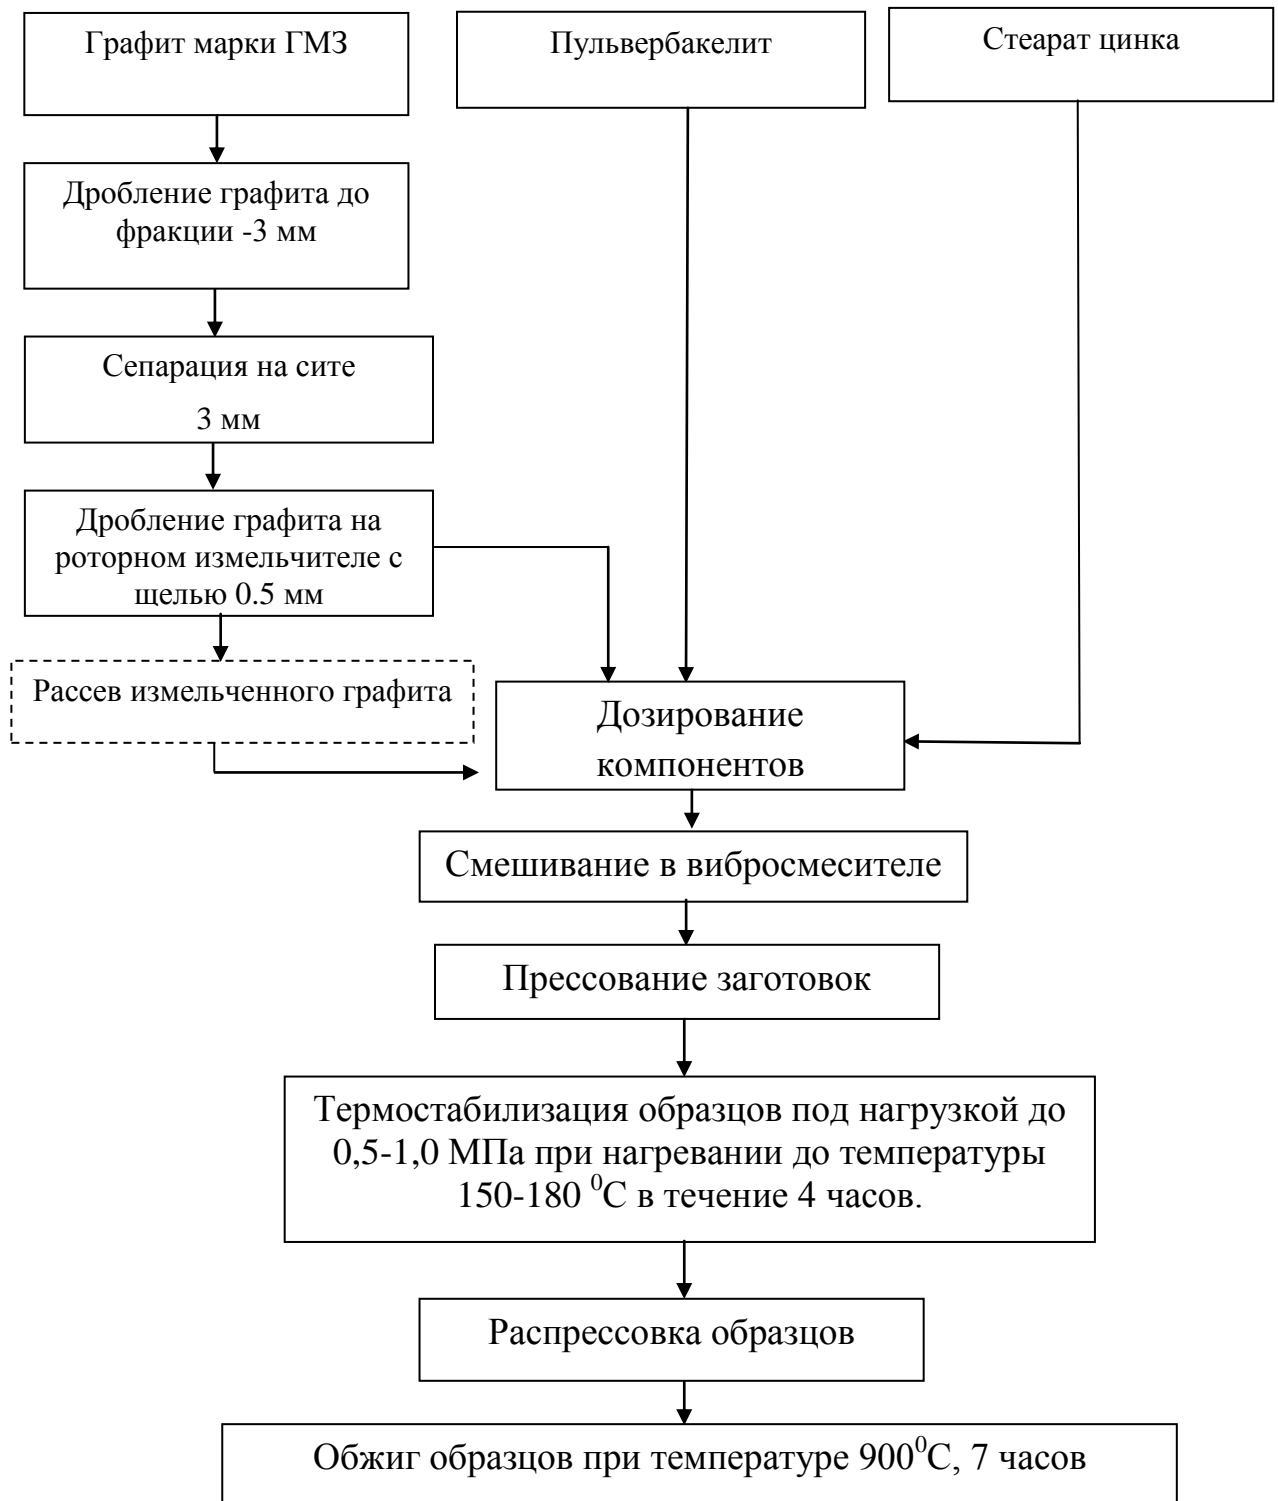 Графит марки ГМЗ
Пульвербакелит
Стеарат цинка
Дробление графита до
фракции -3 мм
Сепарация на сите
3 мм
Дробление графита на
роторном измельчителе с
щелью 0.5 мм
Рассев измельченного графита
Дозирование
компонентов
Смешивание в вибросмесителе
Прессование заготовок
Термостабилизация образцов под нагрузкой до
0,5-1,0 МПа при нагревании до температуры
150-180 ⁰С в течение 4 часов.
Распрессовка образцов
Обжиг образцов при температуре 900⁰С, 7 часов